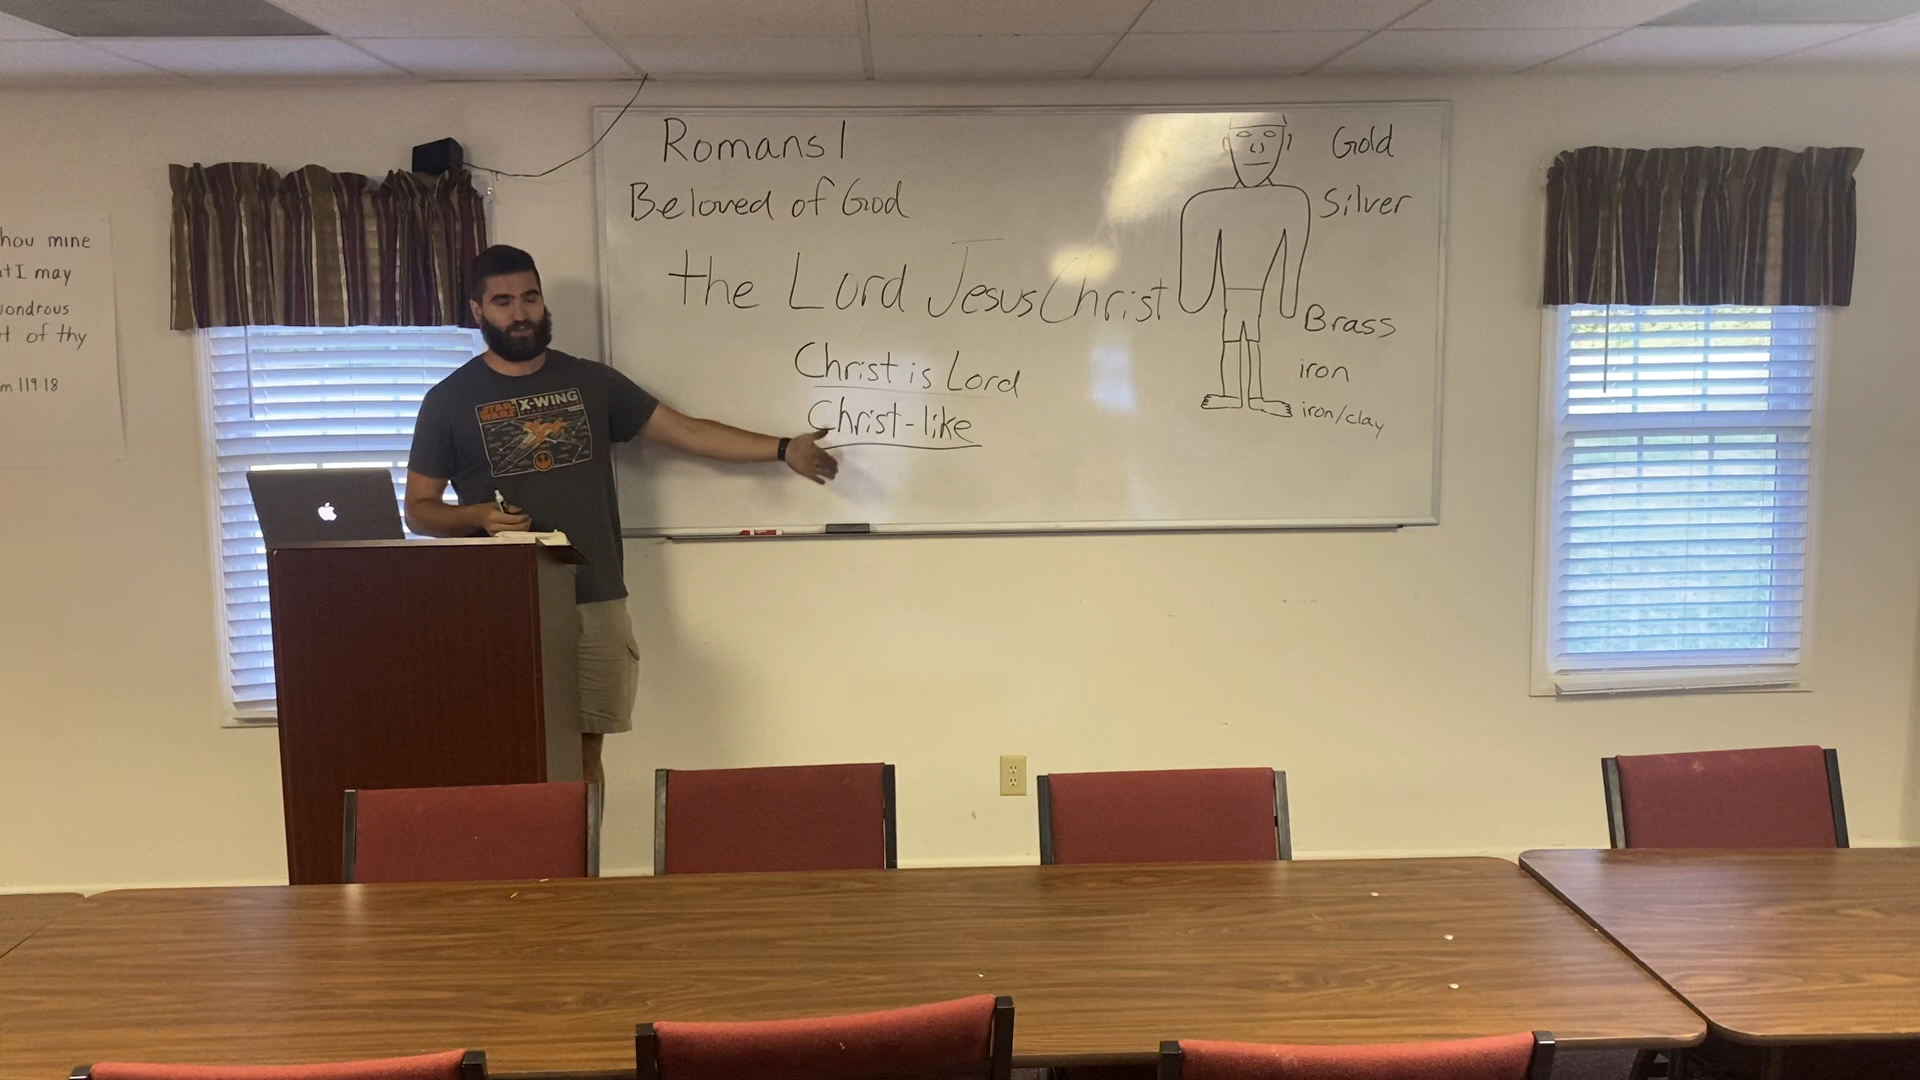 hou mine
t I may
ondrous
t of thy
m 119:18
Romans 1
Beloved of God
the Lord Jesus Christ
Christ is Lord
Christ-like
Gold
Silver
Brass
iron
iron/clay
STAR WARS X-WING